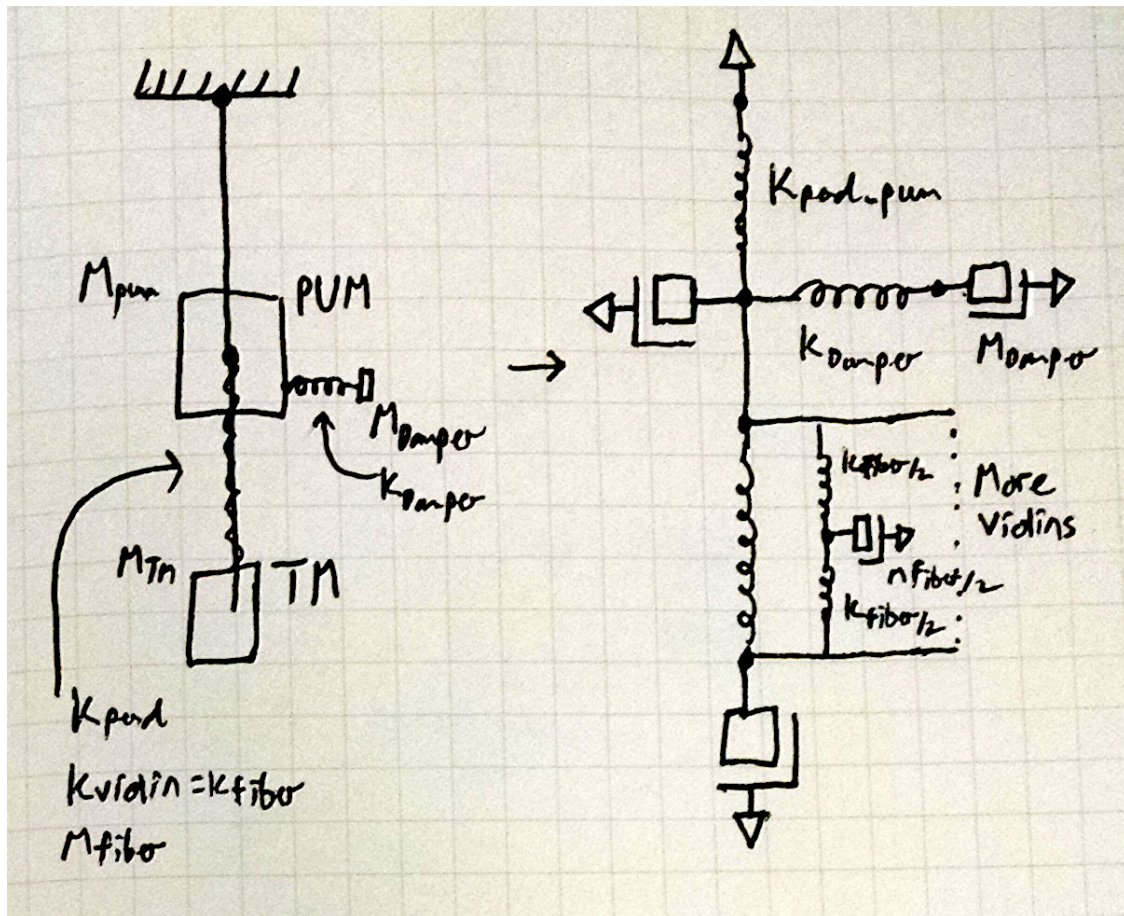 Mpum
PUM
MDamper
KDamper
MTM
TM
Kpend
Kviolin = Kfiber
Mfiber
Kpend-pum
KDamper
MDamper
Kfiber/2
More
Violins
mfiber/2
Kfiber/2